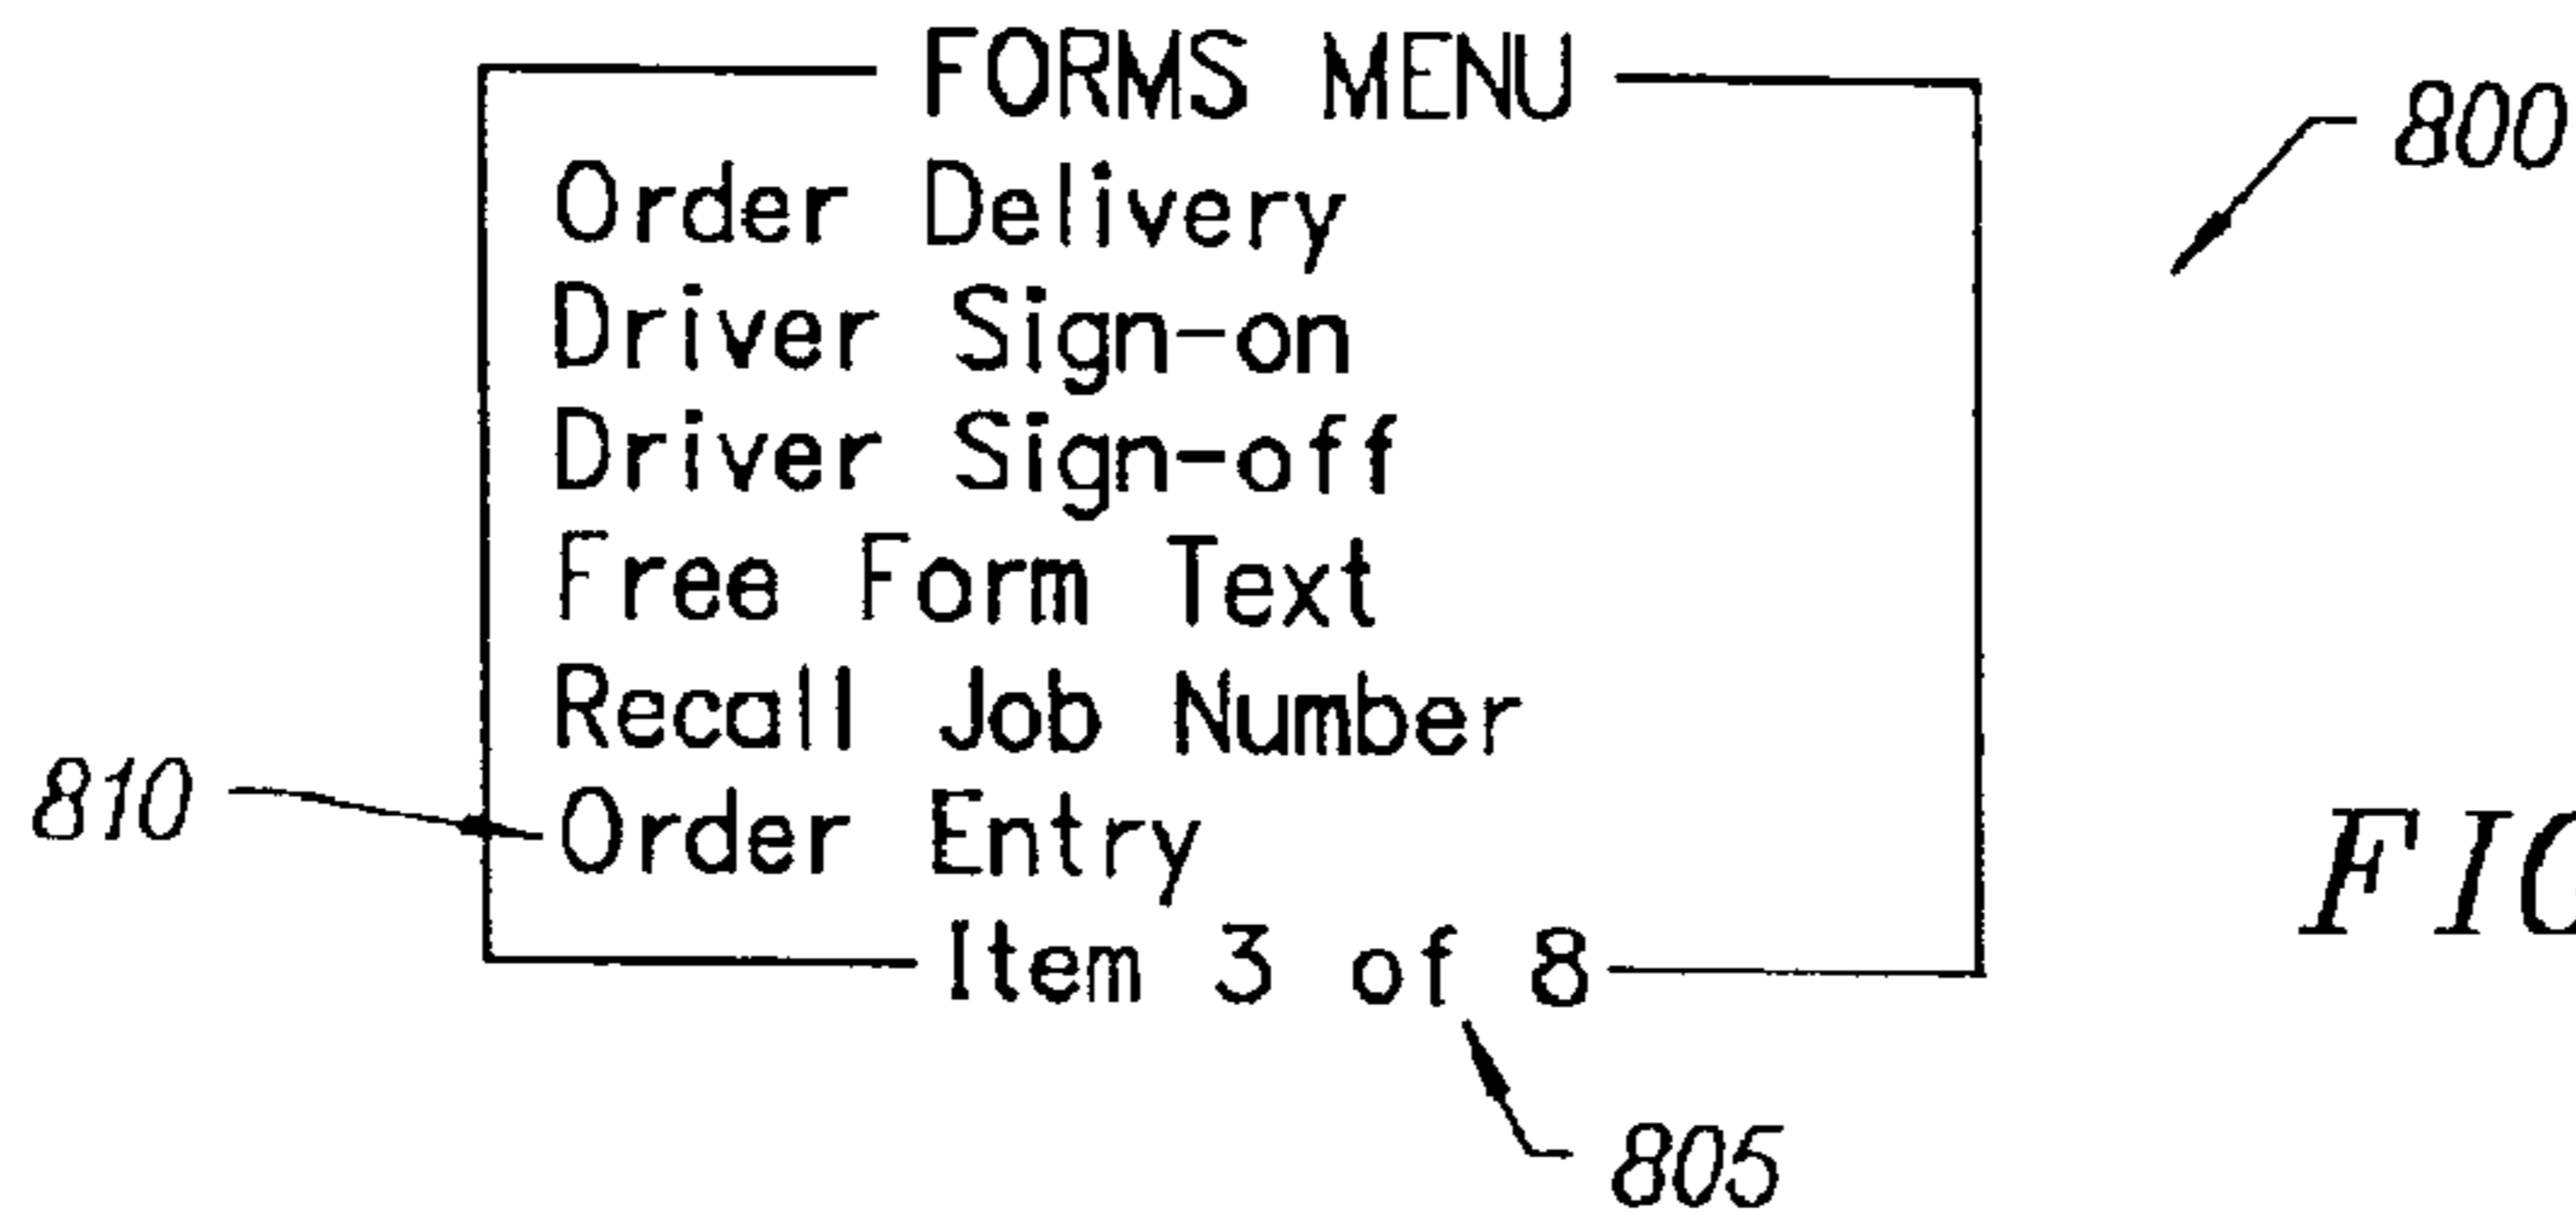 FORMS MENU
800
Order Delivery
Driver Sign-on
Driver Sign-off
Free Form Text
Recall Job Number
810
Order Entry
Item 3 of 8
805